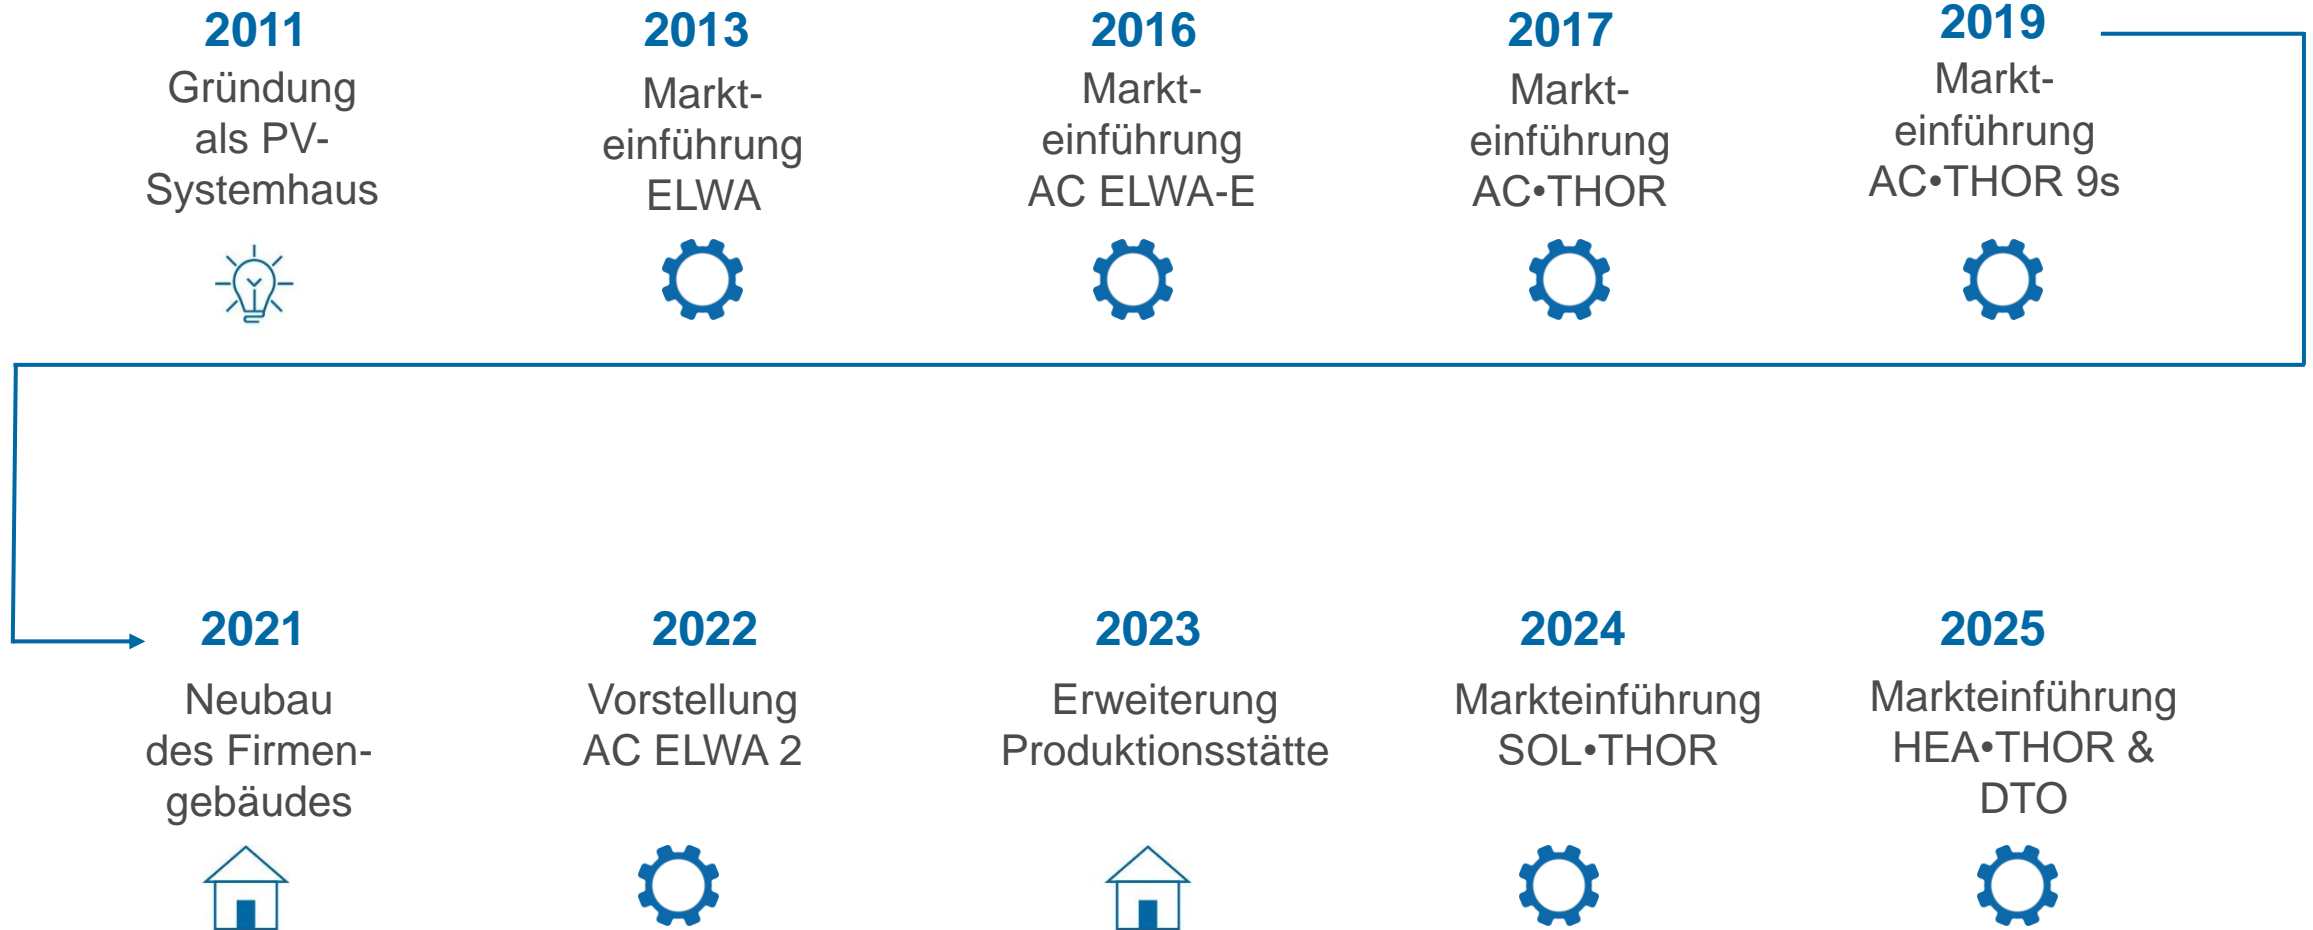 2011
Gründung
als PV-
Systemhaus
2013
Markt-
einführung
ELWA
2016
Markt-
einführung
AC ELWA-E
2017
Markt-
einführung
AC•THOR
2019
Markt-
einführung
AC•THOR 9s
2021
Neubau
des Firmen-
gebäudes
2022
Vorstellung
AC ELWA 2
2023
Erweiterung
Produktionsstätte
2024
Markteinführung
SOL•THOR
2025
Markteinführung
HEA•THOR &
DTO